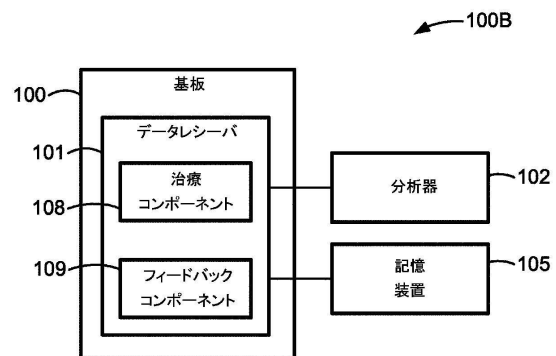 100B
100
基板
101
データレシーバ
治療
コンポーネント
108
分析器
102
109
フィードバック
コンポーネント
記憶
装置
105